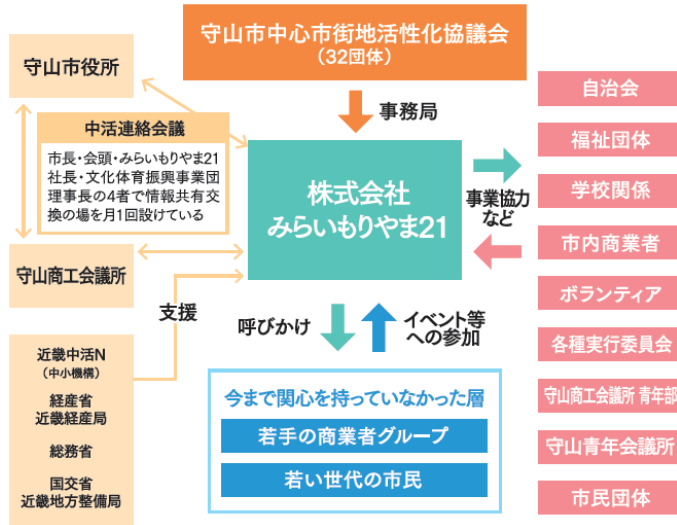 守山市中心市街地活性化協議会
（32団体）
事務局
守山市役所
中活連絡会議
市長・会頭・みらいもりやま21
社長・文化体育振興事業団
理事長の4者で情報共有交
換の場を月1回設けている
守山商工会議所
株式会社
みらいもりやま21
事業協力
など
支援
近畿中活N
（中小機構）
経産省
近畿経産局
総務省
国交省
近畿地方整備局
呼びかけ
イベント等
への参加
今まで関心を持っていなかった層
若手の商業者グループ
若い世代の市民
自治会
福祉団体
学校関係
市内商業者
ボランティア
各種実行委員会
守山商工会議所 青年部
守山青年会議所
市民団体